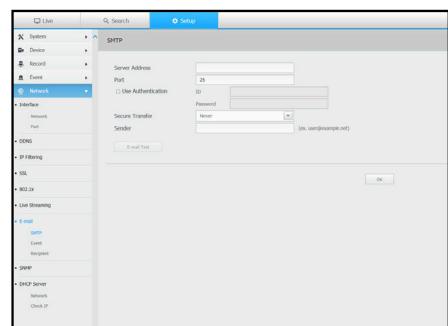 Live
Search
Setup
System
Device
Record
Event
Network
Interface
Network
Port
DDNS
IP Filtering
SSL
802.1x
Live Streaming
E-mail
SMTP
Event
Recipient
SNMP
DHCP Server
Network
Check IP
SMTP
Server Address
Port
25
Use Authentication
ID
Password
Secure Transfer
Never
Sender
(ex. user@example.net)
E-mail Test
OK